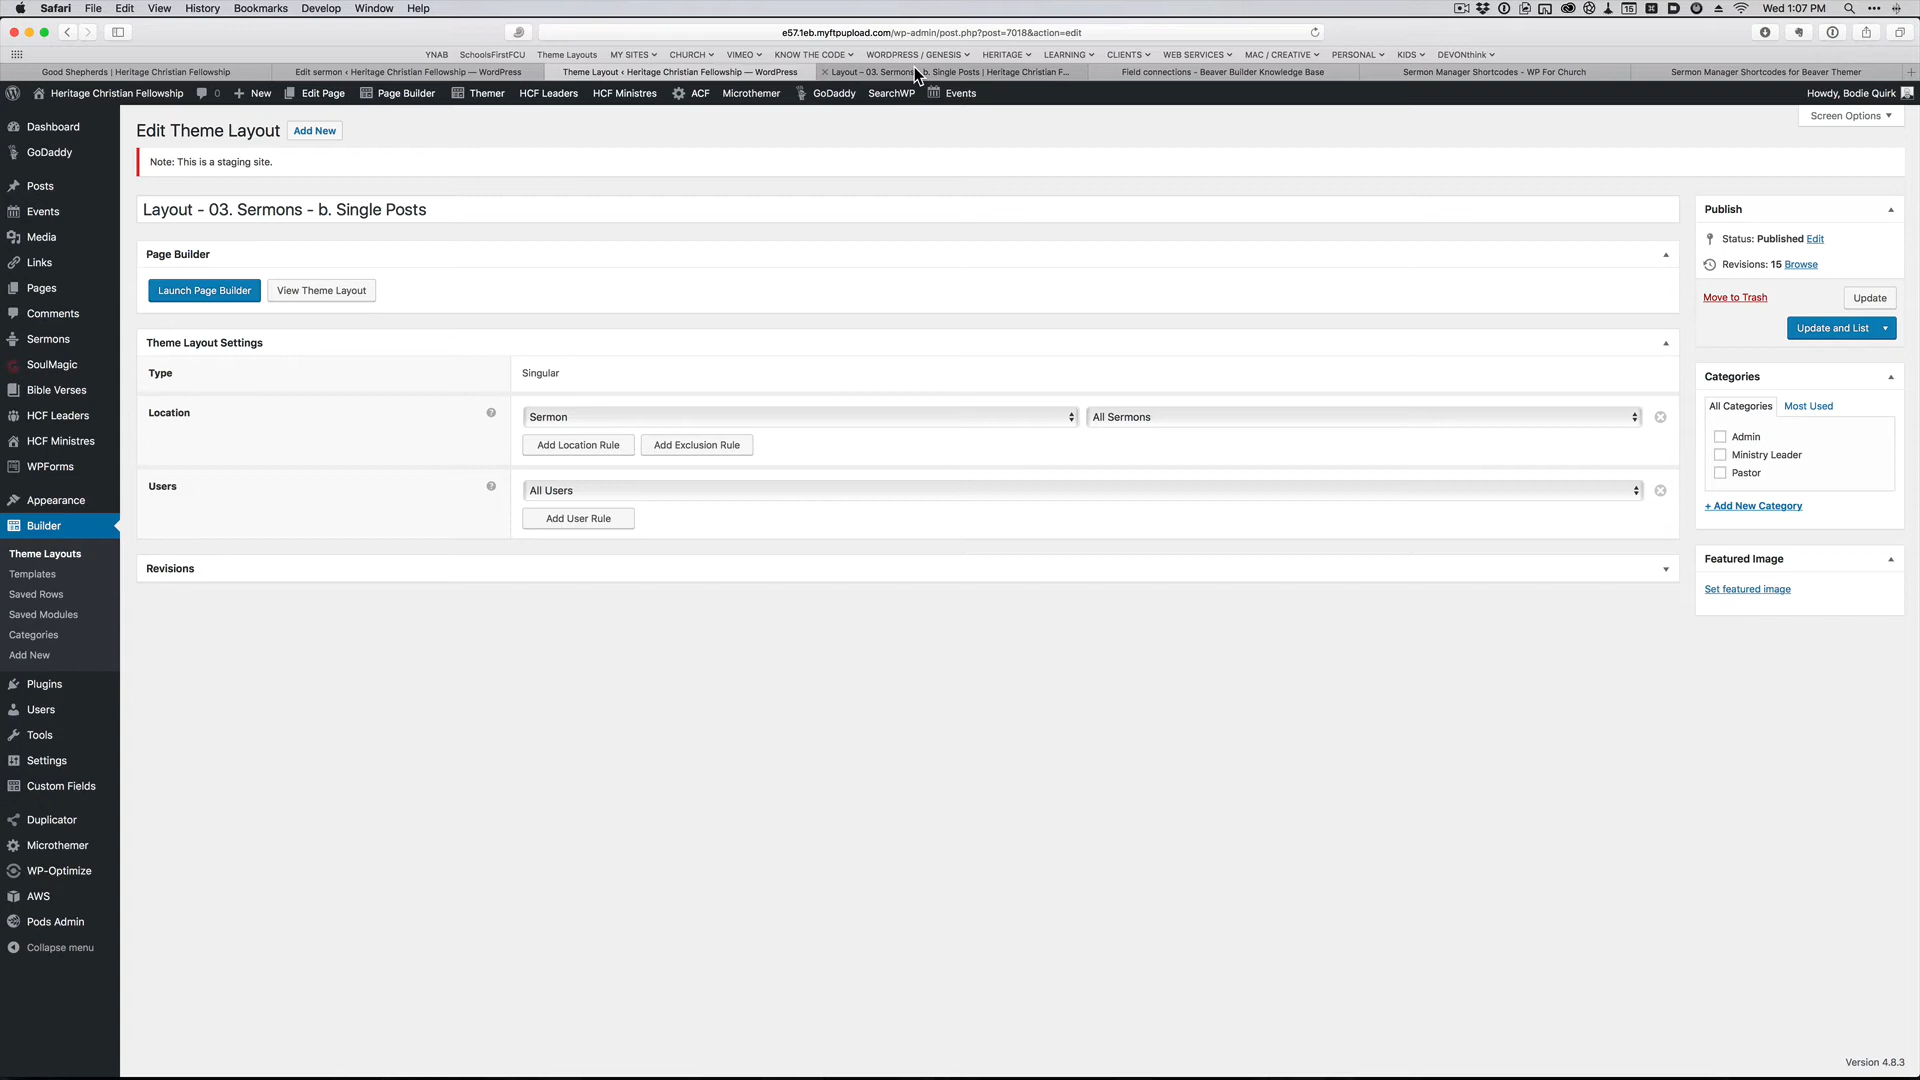 Safari File Edit View History Bookmarks Develop Window Help 15 Wed 1:07 PM
e57.1eb.myftpupload.com/wp-admin/post.php?post=7018&action=edit
YNAB SchoolsFirstFCU Theme Layouts MY SITES CHURCH VIMEO KNOW THE CODE WORDPRESS / GENESIS HERITAGE LEARNING CLIENTS WEB SERVICES MAC / CREATIVE PERSONAL KIDS DEVONthink
Good Shepherds | Heritage Christian Fellowship Edit sermon ‹ Heritage Christian Fellowship — WordPress Theme Layout ‹ Heritage Christian Fellowship — WordPress Layout – 03. Sermons b. Single Posts | Heritage Christian F... Field connections - Beaver Builder Knowledge Base Sermon Manager Shortcodes - WP For Church Sermon Manager Shortcodes for Beaver Themer
Heritage Christian Fellowship 0 New Edit Page Page Builder Themer HCF Leaders HCF Ministres ACF Microthemer GoDaddy SearchWP Events Howdy, Bodie Quirk
Screen Options
Dashboard
GoDaddy
Posts
Events
Media
Links
Pages
Comments
Sermons
SoulMagic
Bible Verses
HCF Leaders
HCF Ministres
WPForms
Appearance
Builder
Theme Layouts
Templates
Saved Rows
Saved Modules
Categories
Add New
Plugins
Users
Tools
Settings
Custom Fields
Duplicator
Microthemer
WP-Optimize
AWS
Pods Admin
Collapse menu
Edit Theme Layout Add New
Note: This is a staging site.
Layout - 03. Sermons - b. Single Posts
Page Builder
Launch Page Builder View Theme Layout
Theme Layout Settings
Type Singular
Location Sermon All Sermons
Add Location Rule Add Exclusion Rule
Users All Users
Add User Rule
Revisions
Publish
Status: Published Edit
Revisions: 15 Browse
Move to Trash Update
Update and List
Categories
All Categories Most Used
Admin
Ministry Leader
Pastor
+ Add New Category
Featured Image
Set featured image
Version 4.8.3